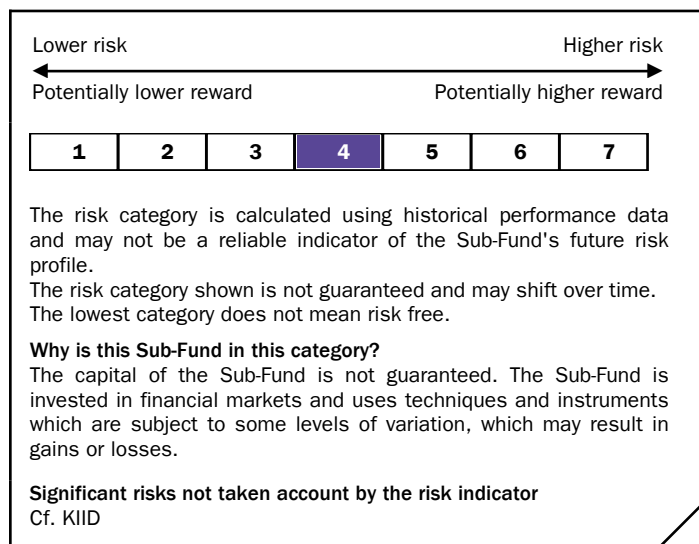 Lower risk Higher risk
Potentially lower reward Potentially higher reward
1 2 3 4 5 6 7
The risk category is calculated using historical performance data
and may not be a reliable indicator of the Sub-Fund's future risk
profile.
The risk category shown is not guaranteed and may shift over time.
The lowest category does not mean risk free.
Why is this Sub-Fund in this category?
The capital of the Sub-Fund is not guaranteed. The Sub-Fund is
invested in financial markets and uses techniques and instruments
which are subject to some levels of variation, which may result in
gains or losses.
Significant risks not taken account by the risk indicator
Cf. KIID